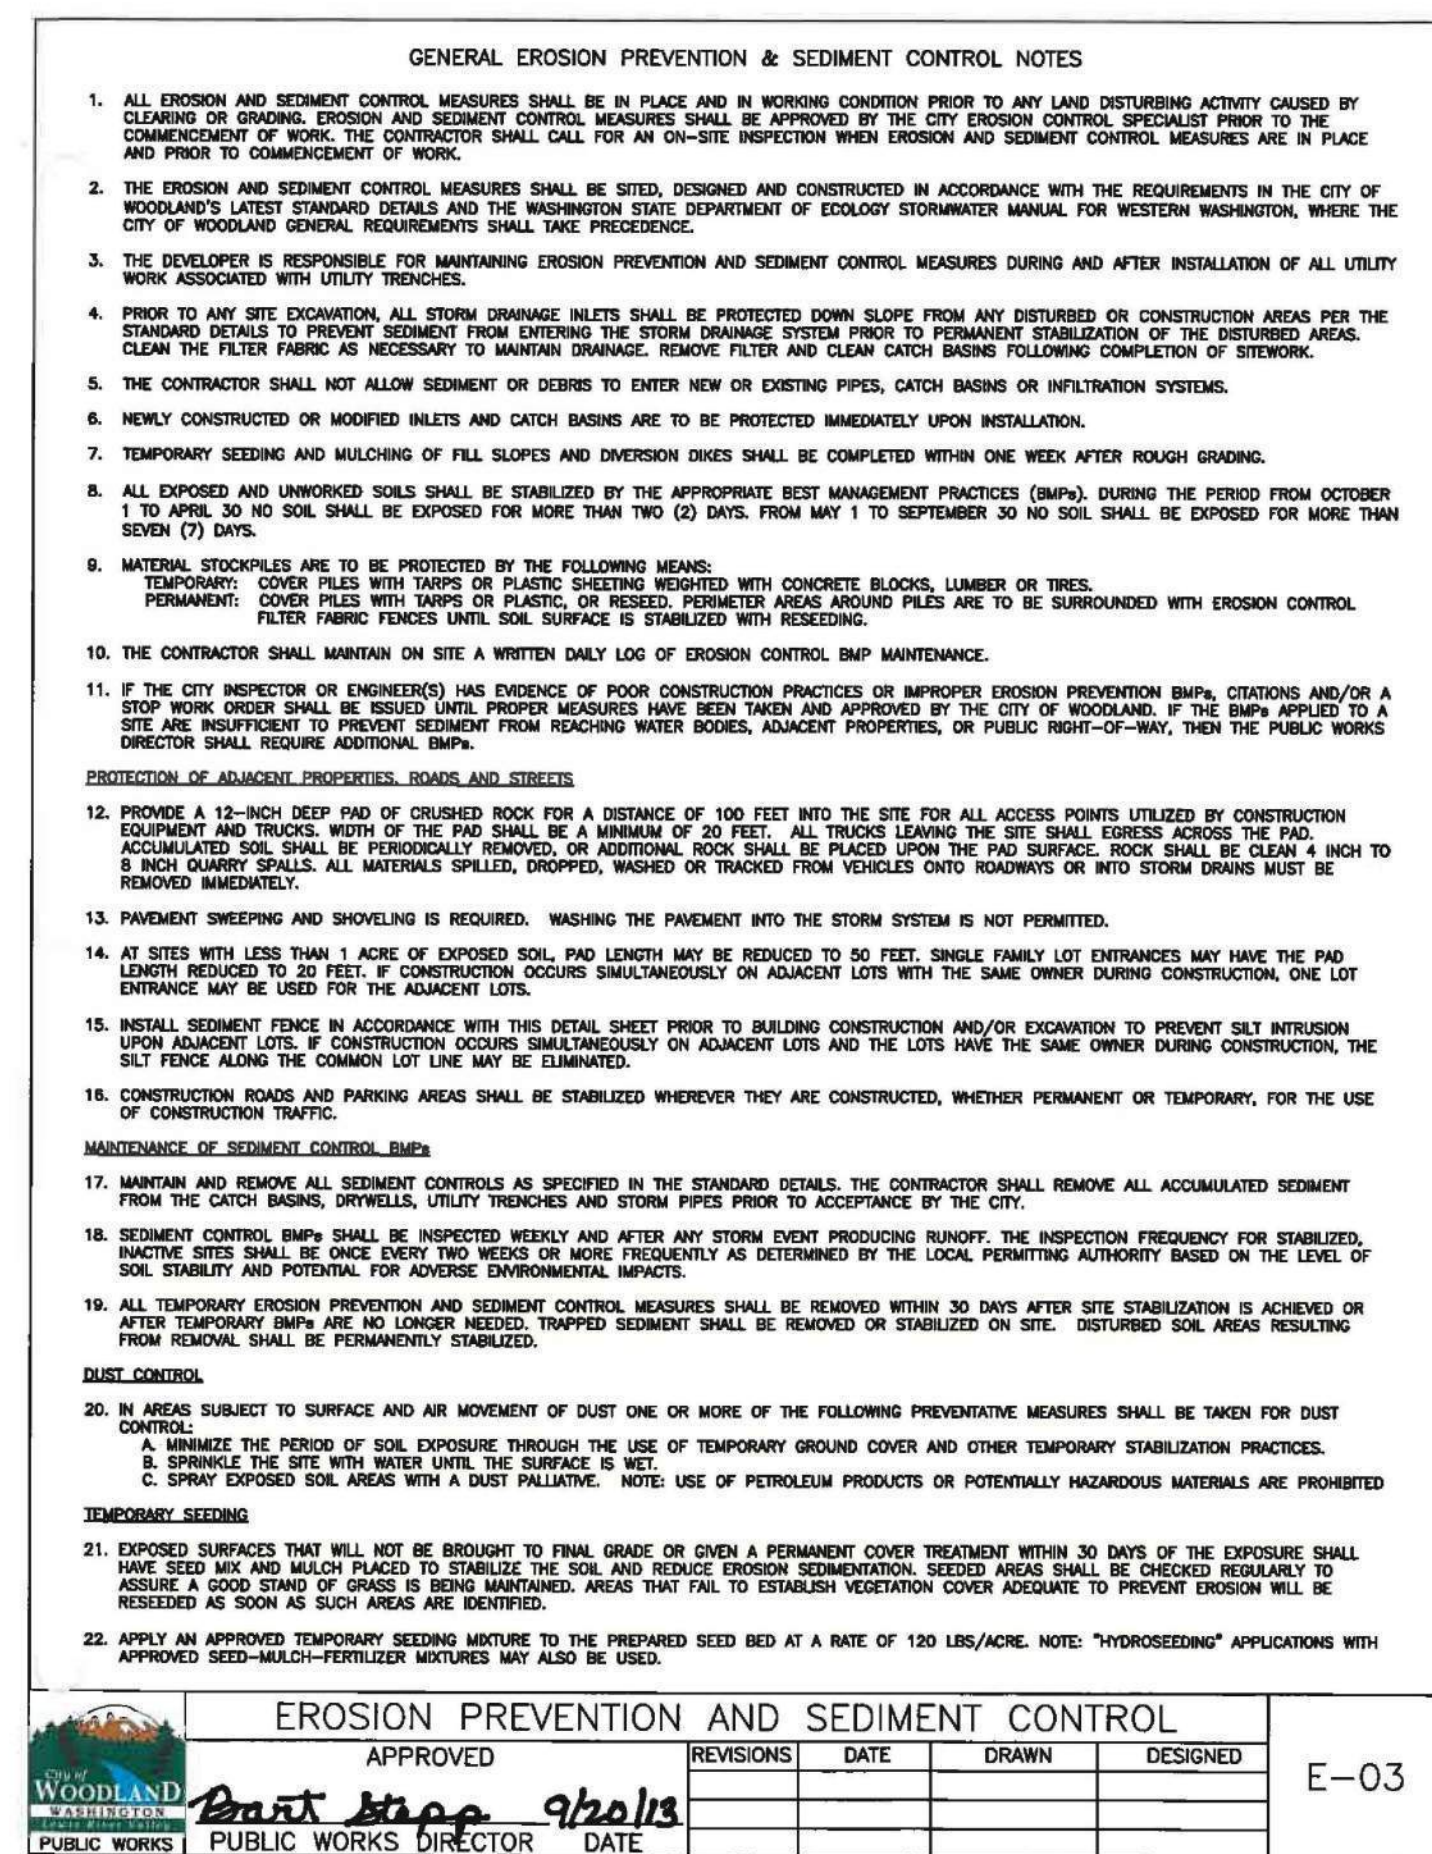 GENERAL EROSION PREVENTION & SEDIMENT CONTROL NOTES
1. ALL EROSION AND SEDIMENT CONTROL MEASURES SHALL BE IN PLACE AND IN WORKING CONDITION PRIOR TO ANY LAND DISTURBING ACTIVITY CAUSED BY
CLEARING OR GRADING. EROSION AND SEDIMENT CONTROL MEASURES SHALL BE APPROVED BY THE CITY EROSION CONTROL SPECIALIST PRIOR TO THE
COMMENCEMENT OF WORK. THE CONTRACTOR SHALL CALL FOR AN ON-SITE INSPECTION WHEN EROSION AND SEDIMENT CONTROL MEASURES ARE IN PLACE
AND PRIOR TO COMMENCEMENT OF WORK.
2. THE EROSION AND SEDIMENT CONTROL MEASURES SHALL BE SITED, DESIGNED AND CONSTRUCTED IN ACCORDANCE WITH THE REQUIREMENTS IN THE CITY OF
WOODLAND'S LATEST STANDARD DETAILS AND THE WASHINGTON STATE DEPARTMENT OF ECOLOGY STORMWATER MANUAL FOR WESTERN WASHINGTON, WHERE THE
CITY OF WOODLAND GENERAL REQUIREMENTS SHALL TAKE PRECEDENCE.
3. THE DEVELOPER IS RESPONSIBLE FOR MAINTAINING EROSION PREVENTION AND SEDIMENT CONTROL MEASURES DURING AND AFTER INSTALLATION OF ALL UTILITY
WORK ASSOCIATED WITH UTILITY TRENCHES.
4. PRIOR TO ANY SITE EXCAVATION, ALL STORM DRAINAGE INLETS SHALL BE PROTECTED DOWN SLOPE FROM ANY DISTURBED OR CONSTRUCTION AREAS PER THE
STANDARD DETAILS TO PREVENT SEDIMENT FROM ENTERING THE STORM DRAINAGE SYSTEM PRIOR TO PERMANENT STABILIZATION OF THE DISTURBED AREAS.
CLEAN THE FILTER FABRIC AS NECESSARY TO MAINTAIN DRAINAGE. REMOVE FILTER AND CLEAN CATCH BASINS FOLLOWING COMPLETION OF SITEWORK.
5. THE CONTRACTOR SHALL NOT ALLOW SEDIMENT OR DEBRIS TO ENTER NEW OR EXISTING PIPES, CATCH BASINS OR INFILTRATION SYSTEMS.
6. NEWLY CONSTRUCTED OR MODIFIED INLETS AND CATCH BASINS ARE TO BE PROTECTED IMMEDIATELY UPON INSTALLATION.
7. TEMPORARY SEEDING AND MULCHING OF FILL SLOPES AND DIVERSION DIKES SHALL BE COMPLETED WITHIN ONE WEEK AFTER ROUGH GRADING.
8. ALL EXPOSED AND UNWORKED SOILS SHALL BE STABILIZED BY THE APPROPRIATE BEST MANAGEMENT PRACTICES (BMPs). DURING THE PERIOD FROM OCTOBER
1 TO APRIL 30 NO SOIL SHALL BE EXPOSED FOR MORE THAN TWO (2) DAYS. FROM MAY 1 TO SEPTEMBER 30 NO SOIL SHALL BE EXPOSED FOR MORE THAN
SEVEN (7) DAYS.
9. MATERIAL STOCKPILES ARE TO BE PROTECTED BY THE FOLLOWING MEANS:
TEMPORARY: COVER PILES WITH TARPS OR PLASTIC SHEETING WEIGHTED WITH CONCRETE BLOCKS, LUMBER OR TIRES.
PERMANENT: COVER PILES WITH TARPS OR PLASTIC, OR RESEED. PERIMETER AREAS AROUND PILES ARE TO BE SURROUNDED WITH EROSION CONTROL
FILTER FABRIC FENCES UNTIL SOIL SURFACE IS STABILIZED WITH RESEEDING.
10. THE CONTRACTOR SHALL MAINTAIN ON SITE A WRITTEN DAILY LOG OF EROSION CONTROL BMP MAINTENANCE.
11. IF THE CITY INSPECTOR OR ENGINEER(S) HAS EVIDENCE OF POOR CONSTRUCTION PRACTICES OR IMPROPER EROSION PREVENTION BMPs, CITATIONS AND/OR A
STOP WORK ORDER SHALL BE ISSUED UNTIL PROPER MEASURES HAVE BEEN TAKEN AND APPROVED BY THE CITY OF WOODLAND. IF THE BMPs APPLIED TO A
SITE ARE INSUFFICIENT TO PREVENT SEDIMENT FROM REACHING WATER BODIES, ADJACENT PROPERTIES, OR PUBLIC RIGHT-OF-WAY, THEN THE PUBLIC WORKS
DIRECTOR SHALL REQUIRE ADDITIONAL BMPs.
PROTECTION OF ADJACENT PROPERTIES, ROADS AND STREETS
12. PROVIDE A 12-INCH DEEP PAD OF CRUSHED ROCK FOR A DISTANCE OF 100 FEET INTO THE SITE FOR ALL ACCESS POINTS UTILIZED BY CONSTRUCTION
EQUIPMENT AND TRUCKS. WIDTH OF THE PAD SHALL BE A MINIMUM OF 20 FEET. ALL TRUCKS LEAVING THE SITE SHALL EGRESS ACROSS THE PAD.
ACCUMULATED SOIL SHALL BE PERIODICALLY REMOVED, OR ADDITIONAL ROCK SHALL BE PLACED UPON THE PAD SURFACE. ROCK SHALL BE CLEAN 4 INCH TO
8 INCH QUARRY SPALLS. ALL MATERIALS SPILLED, DROPPED, WASHED OR TRACKED FROM VEHICLES ONTO ROADWAYS OR INTO STORM DRAINS MUST BE
REMOVED IMMEDIATELY.
13. PAVEMENT SWEEPING AND SHOVELING IS REQUIRED. WASHING THE PAVEMENT INTO THE STORM SYSTEM IS NOT PERMITTED.
14. AT SITES WITH LESS THAN 1 ACRE OF EXPOSED SOIL, PAD LENGTH MAY BE REDUCED TO 50 FEET. SINGLE FAMILY LOT ENTRANCES MAY HAVE THE PAD
LENGTH REDUCED TO 20 FEET. IF CONSTRUCTION OCCURS SIMULTANEOUSLY ON ADJACENT LOTS WITH THE SAME OWNER DURING CONSTRUCTION, ONE LOT
ENTRANCE MAY BE USED FOR THE ADJACENT LOTS.
15. INSTALL SEDIMENT FENCE IN ACCORDANCE WITH THIS DETAIL SHEET PRIOR TO BUILDING CONSTRUCTION AND/OR EXCAVATION TO PREVENT SILT INTRUSION
UPON ADJACENT LOTS. IF CONSTRUCTION OCCURS SIMULTANEOUSLY ON ADJACENT LOTS AND THE LOTS HAVE THE SAME OWNER DURING CONSTRUCTION, THE
SILT FENCE ALONG THE COMMON LOT LINE MAY BE ELIMINATED.
16. CONSTRUCTION ROADS AND PARKING AREAS SHALL BE STABILIZED WHEREVER THEY ARE CONSTRUCTED, WHETHER PERMANENT OR TEMPORARY, FOR THE USE
OF CONSTRUCTION TRAFFIC.
MAINTENANCE OF SEDIMENT CONTROL BMPs
17. MAINTAIN AND REMOVE ALL SEDIMENT CONTROLS AS SPECIFIED IN THE STANDARD DETAILS. THE CONTRACTOR SHALL REMOVE ALL ACCUMULATED SEDIMENT
FROM THE CATCH BASINS, DRYWELLS, UTILITY TRENCHES AND STORM PIPES PRIOR TO ACCEPTANCE BY THE CITY.
18. SEDIMENT CONTROL BMPs SHALL BE INSPECTED WEEKLY AND AFTER ANY STORM EVENT PRODUCING RUNOFF. THE INSPECTION FREQUENCY FOR STABILIZED,
INACTIVE SITES SHALL BE ONCE EVERY TWO WEEKS OR MORE FREQUENTLY AS DETERMINED BY THE LOCAL PERMITTING AUTHORITY BASED ON THE LEVEL OF
SOIL STABILITY AND POTENTIAL FOR ADVERSE ENVIRONMENTAL IMPACTS.
19. ALL TEMPORARY EROSION PREVENTION AND SEDIMENT CONTROL MEASURES SHALL BE REMOVED WITHIN 30 DAYS AFTER SITE STABILIZATION IS ACHIEVED OR
AFTER TEMPORARY BMPs ARE NO LONGER NEEDED. TRAPPED SEDIMENT SHALL BE REMOVED OR STABILIZED ON SITE. DISTURBED SOIL AREAS RESULTING
FROM REMOVAL SHALL BE PERMANENTLY STABILIZED.
DUST CONTROL
20. IN AREAS SUBJECT TO SURFACE AND AIR MOVEMENT OF DUST ONE OR MORE OF THE FOLLOWING PREVENTATIVE MEASURES SHALL BE TAKEN FOR DUST
CONTROL:
A. MINIMIZE THE PERIOD OF SOIL EXPOSURE THROUGH THE USE OF TEMPORARY GROUND COVER AND OTHER TEMPORARY STABILIZATION PRACTICES.
B. SPRINKLE THE SITE WITH WATER UNTIL THE SURFACE IS WET.
C. SPRAY EXPOSED SOIL AREAS WITH A DUST PALLIATIVE. NOTE: USE OF PETROLEUM PRODUCTS OR POTENTIALLY HAZARDOUS MATERIALS ARE PROHIBITED
TEMPORARY SEEDING
21. EXPOSED SURFACES THAT WILL NOT BE BROUGHT TO FINAL GRADE OR GIVEN A PERMANENT COVER TREATMENT WITHIN 30 DAYS OF THE EXPOSURE SHALL
HAVE SEED MIX AND MULCH PLACED TO STABILIZE THE SOIL AND REDUCE EROSION SEDIMENTATION. SEEDED AREAS SHALL BE CHECKED REGULARLY TO
ASSURE A GOOD STAND OF GRASS IS BEING MAINTAINED. AREAS THAT FAIL TO ESTABLISH VEGETATION COVER ADEQUATE TO PREVENT EROSION WILL BE
RESEEDED AS SOON AS SUCH AREAS ARE IDENTIFIED.
22. APPLY AN APPROVED TEMPORARY SEEDING MIXTURE TO THE PREPARED SEED BED AT A RATE OF 120 LBS/ACRE. NOTE: "HYDROSEEDING" APPLICATIONS WITH
APPROVED SEED-MULCH-FERTILIZER MIXTURES MAY ALSO BE USED.
EROSION PREVENTION AND SEDIMENT CONTROL
APPROVED
REVISIONS DATE DRAWN DESIGNED
E-03
City of
WOODLAND
WASHINGTON
Lewis River Valley
PUBLIC WORKS
Bart Stepp 9/20/13
PUBLIC WORKS DIRECTOR DATE